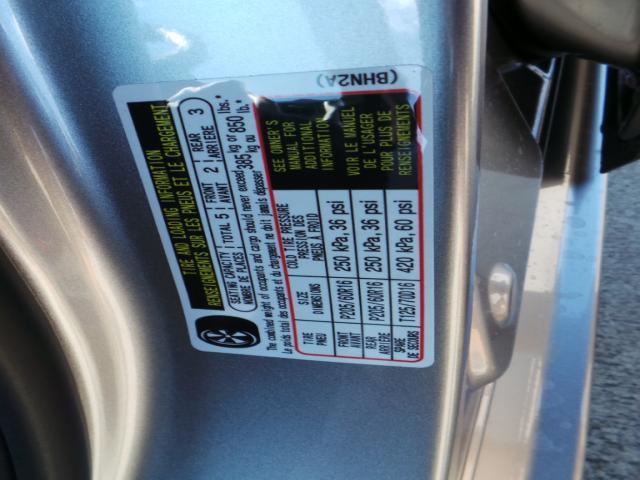 TIRE AND LOADING INFORMATION
RENSEIGNEMENTS SUR LES PNEUS ET LE CHARGEMENT
SEATING CAPACITY TOTAL 5 FRONT 2 REAR 3
NOMBRE DE PLACES AVANT ARRIÈRE
The combined weight of occupants and cargo should never exceed 385 kg or 850 lbs.
Le poids total des occupants et du chargement ne doit jamais dépasser 385 kg ou 850 lb.
TIRE SIZE COLD TIRE PRESSURE
PNEU DIMENSIONS PRESSION DES PNEUS À FROID
FRONT P205/60R16 250 kPa, 36 psi
AVANT
REAR P205/60R16 250 kPa, 36 psi
ARRIÈRE
SPARE T125/70D16 420 kPa, 60 psi
DE SECOURS
SEE OWNER'S
MANUAL FOR
ADDITIONAL
INFORMATION
VOIR LE MANUEL
DE L'USAGER
POUR PLUS DE
RENSEIGNEMENTS
(BHN2A)